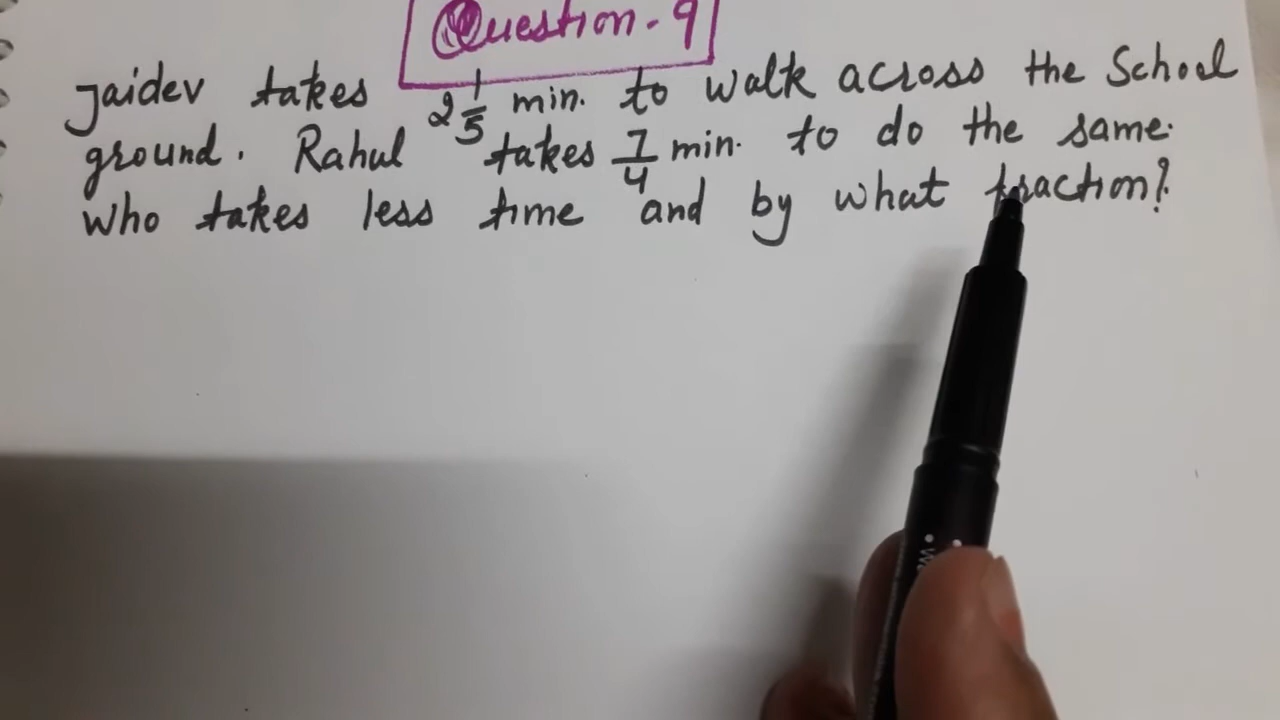 Question - 9
Jaidev takes 2 1/5 min. to walk across the School
ground. Rahul takes 7/4 min. to do the same.
Who takes less time and by what fraction?